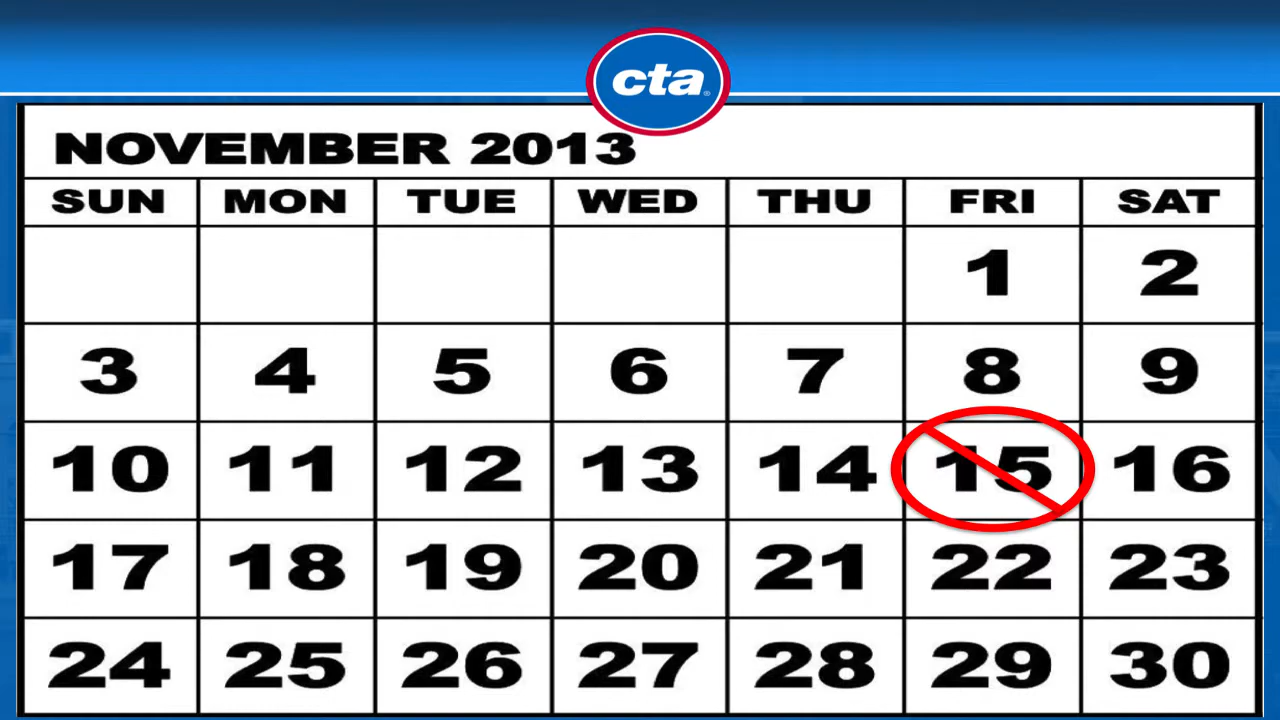 cta
NOVEMBER 2013
SUN MON TUE WED THU FRI SAT
1 2
3 4 5 6 7 8 9
10 11 12 13 14 15 16
17 18 19 20 21 22 23
24 25 26 27 28 29 30